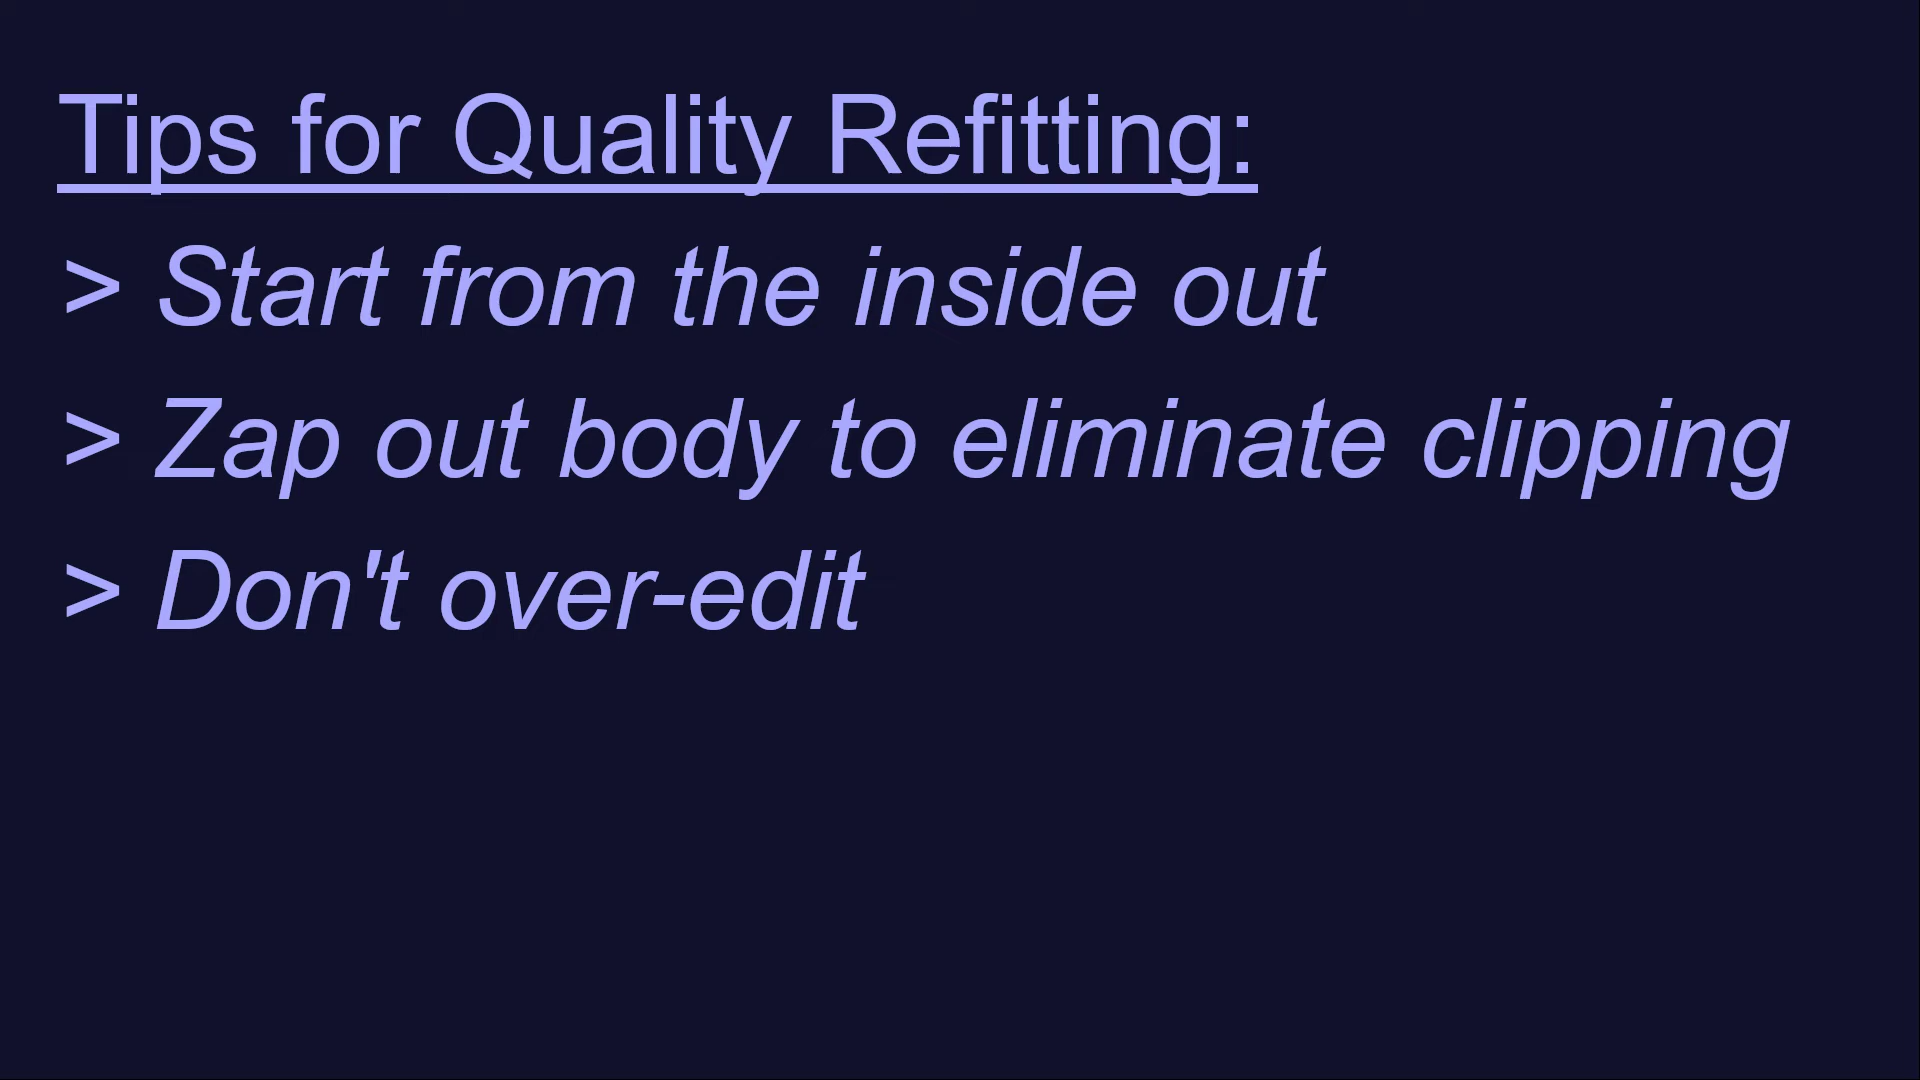 Tips for Quality Refitting:
> Start from the inside out
> Zap out body to eliminate clipping
> Don't over-edit